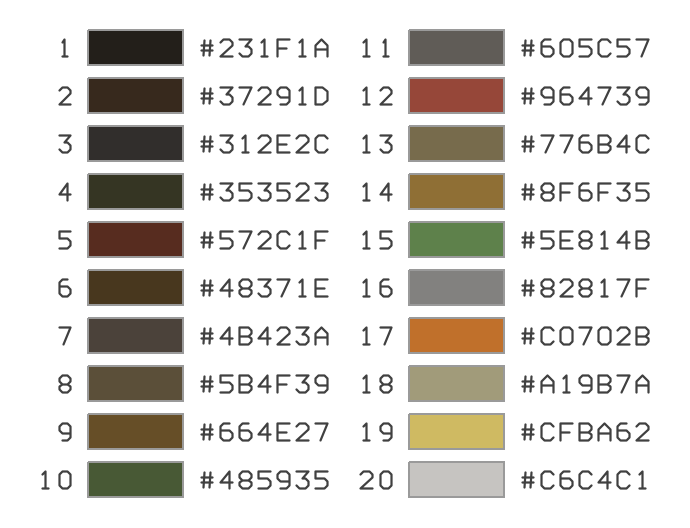 1 #231F1A
2 #37291D
3 #312E2C
4 #353523
5 #572C1F
6 #48371E
7 #4B423A
8 #5B4F39
9 #664E27
10 #485935
11 #605C57
12 #964739
13 #776B4C
14 #8F6F35
15 #5E814B
16 #82817F
17 #C0702B
18 #A19B7A
19 #CFBA62
20 #C6C4C1